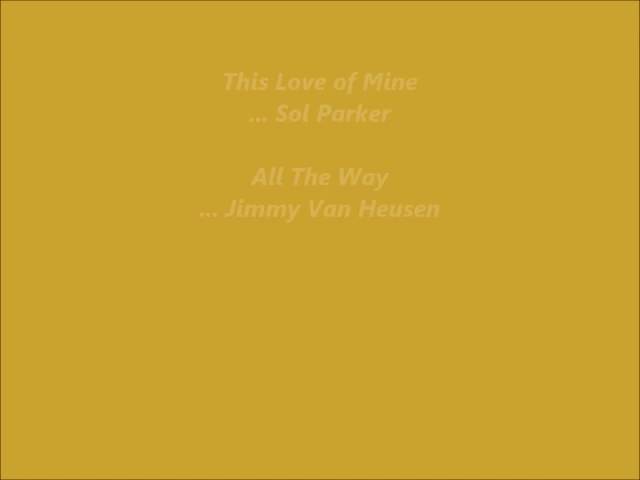 This Love of Mine
... Sol Parker
All The Way
... Jimmy Van Heusen